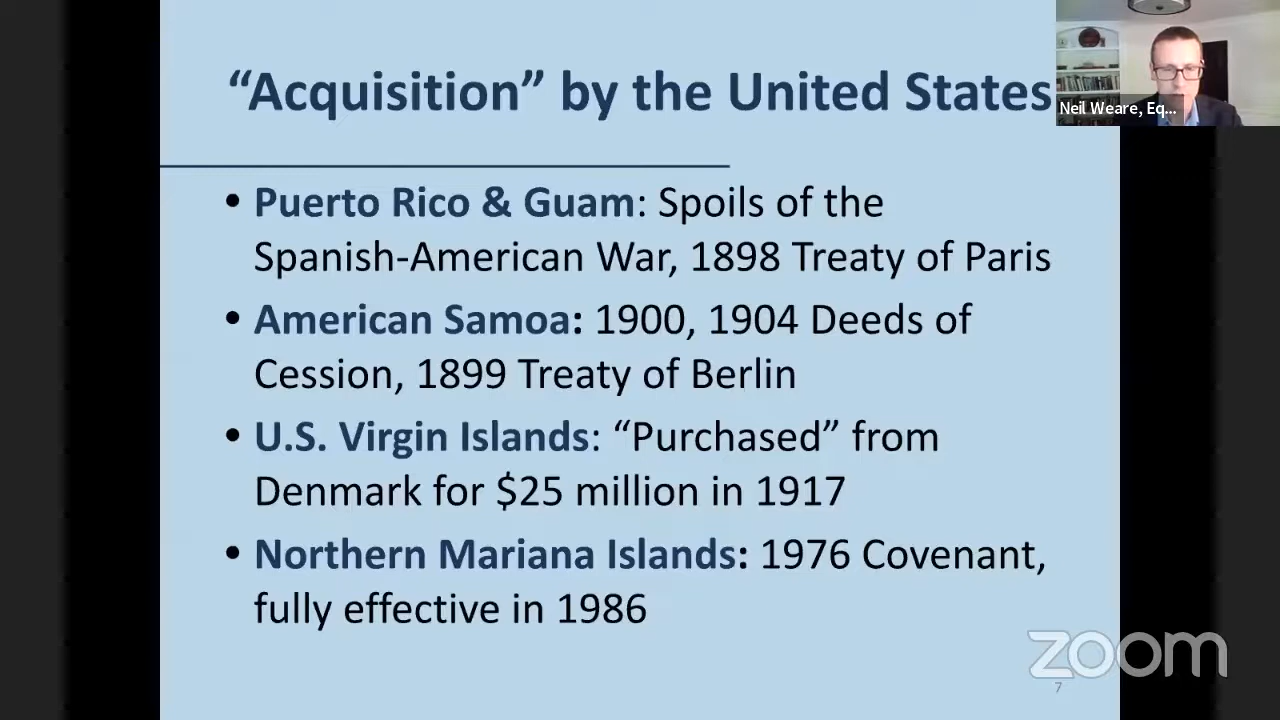 “Acquisition” by the United States
Neil Weare, Eq...
• Puerto Rico & Guam: Spoils of the
Spanish-American War, 1898 Treaty of Paris
• American Samoa: 1900, 1904 Deeds of
Cession, 1899 Treaty of Berlin
• U.S. Virgin Islands: “Purchased” from
Denmark for $25 million in 1917
• Northern Mariana Islands: 1976 Covenant,
fully effective in 1986
zoom
7